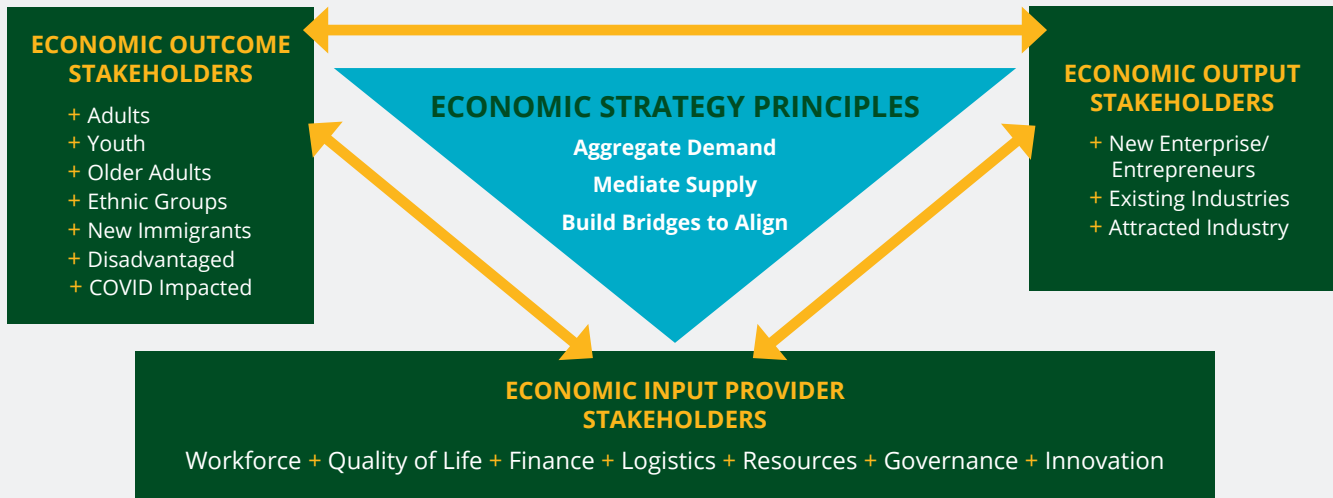 ECONOMIC OUTCOME
STAKEHOLDERS
+ Adults
+ Youth
+ Older Adults
+ Ethnic Groups
+ New Immigrants
+ Disadvantaged
+ COVID Impacted
ECONOMIC STRATEGY PRINCIPLES
Aggregate Demand
Mediate Supply
Build Bridges to Align
ECONOMIC OUTPUT
STAKEHOLDERS
+ New Enterprise/
Entrepreneurs
+ Existing Industries
+ Attracted Industry
ECONOMIC INPUT PROVIDER
STAKEHOLDERS
Workforce + Quality of Life + Finance + Logistics + Resources + Governance + Innovation